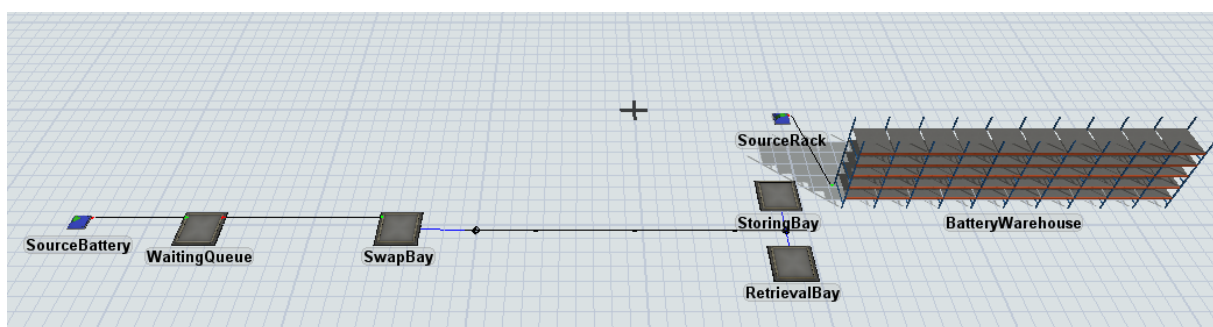 SourceRack
StoringBay
BatteryWarehouse
SourceBattery
WaitingQueue
SwapBay
RetrievalBay